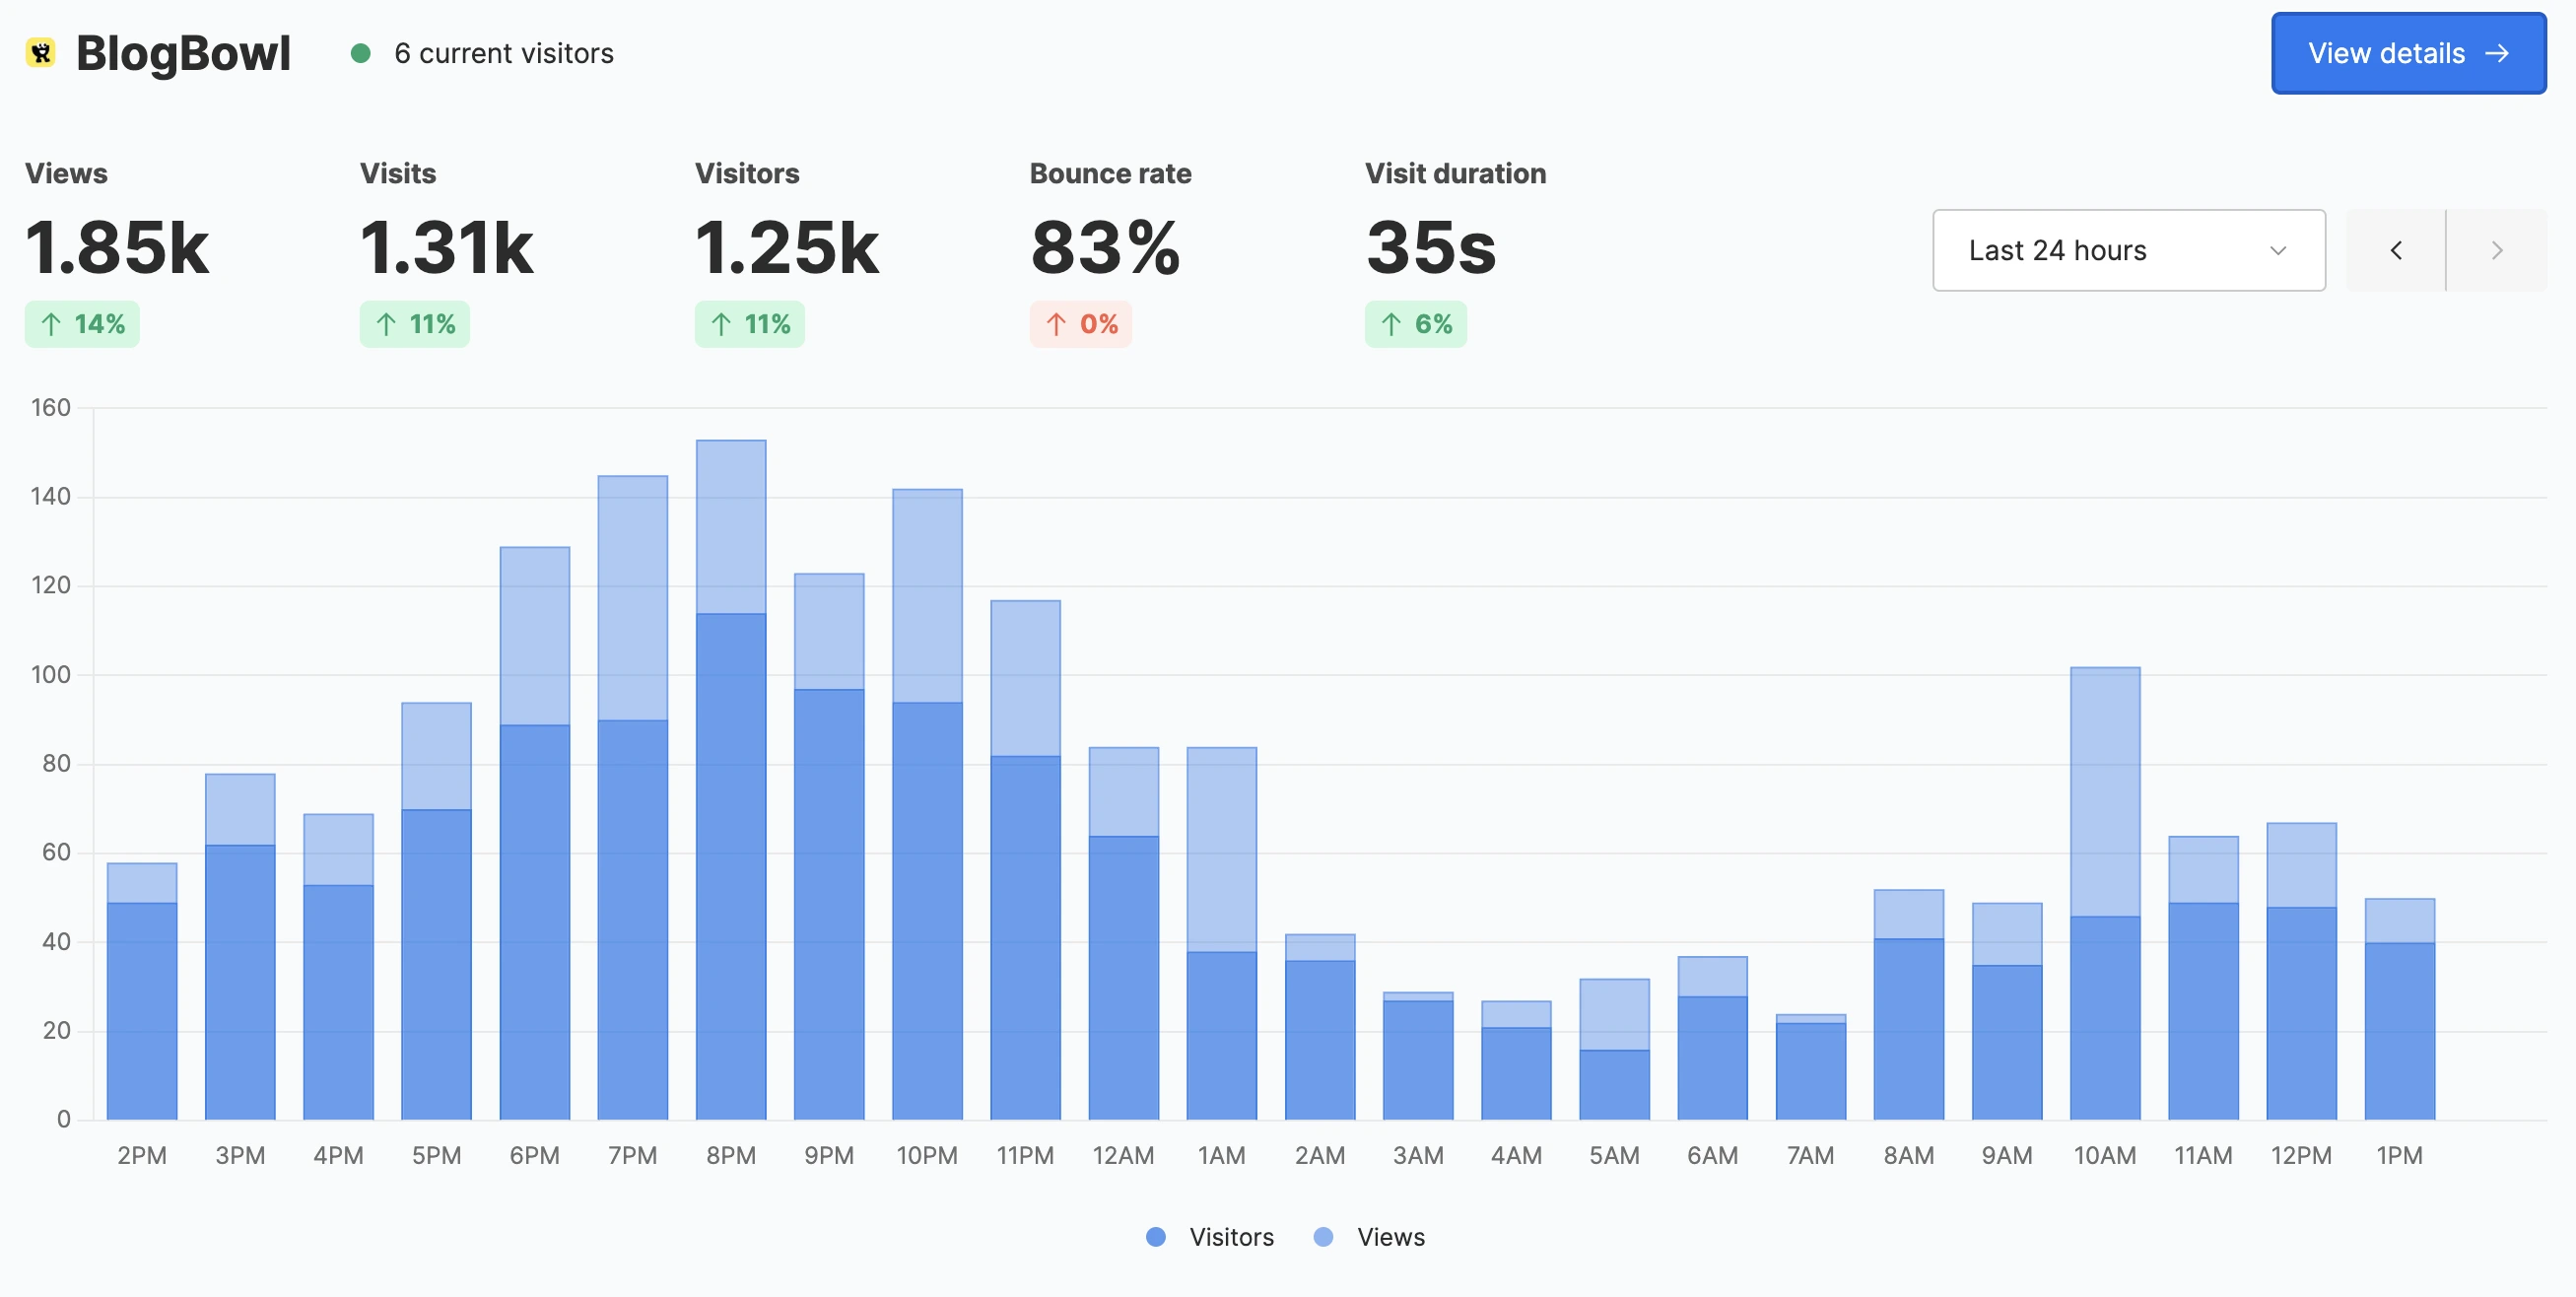 BlogBowl
6 current visitors
View details →
Views
Visits
Visitors
Bounce rate
Visit duration
1.85k
1.31k
1.25k
83%
35s
Last 24 hours
↑ 14%
↑ 11%
↑ 11%
↑ 0%
↑ 6%
160
140
120
100
80
60
40
20
0
2PM 3PM 4PM 5PM 6PM 7PM 8PM 9PM 10PM 11PM 12AM 1AM 2AM 3AM 4AM 5AM 6AM 7AM 8AM 9AM 10AM 11AM 12PM 1PM
Visitors Views